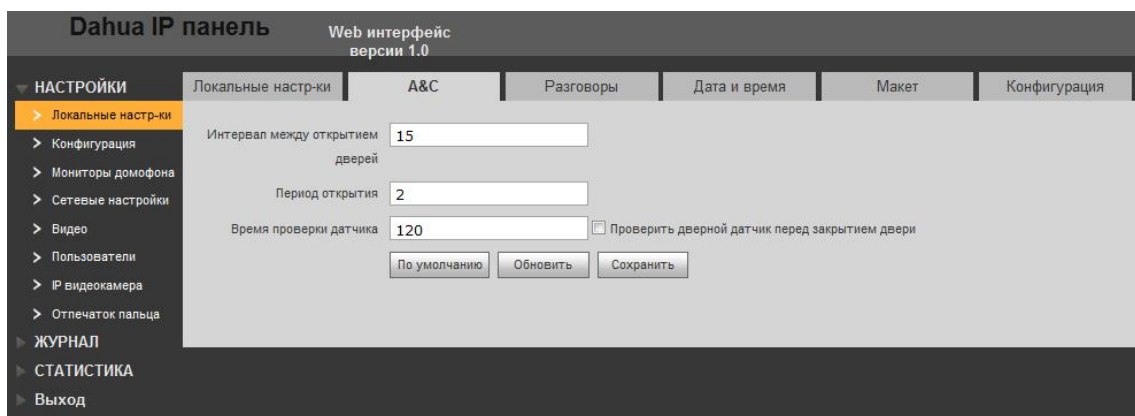 Dahua IP панель
Web интерфейс
версии 1.0
НАСТРОЙКИ
Локальные настр-ки
Конфигурация
Мониторы домофона
Сетевые настройки
Видео
Пользователи
IP видеокамера
Отпечаток пальца
ЖУРНАЛ
СТАТИСТИКА
Выход
Локальные настр-ки A&C Разговоры Дата и время Макет Конфигурация
Интервал между открытием 15
дверей
Период открытия 2
Время проверки датчика 120 Проверить дверной датчик перед закрытием двери
По умолчанию Обновить Сохранить